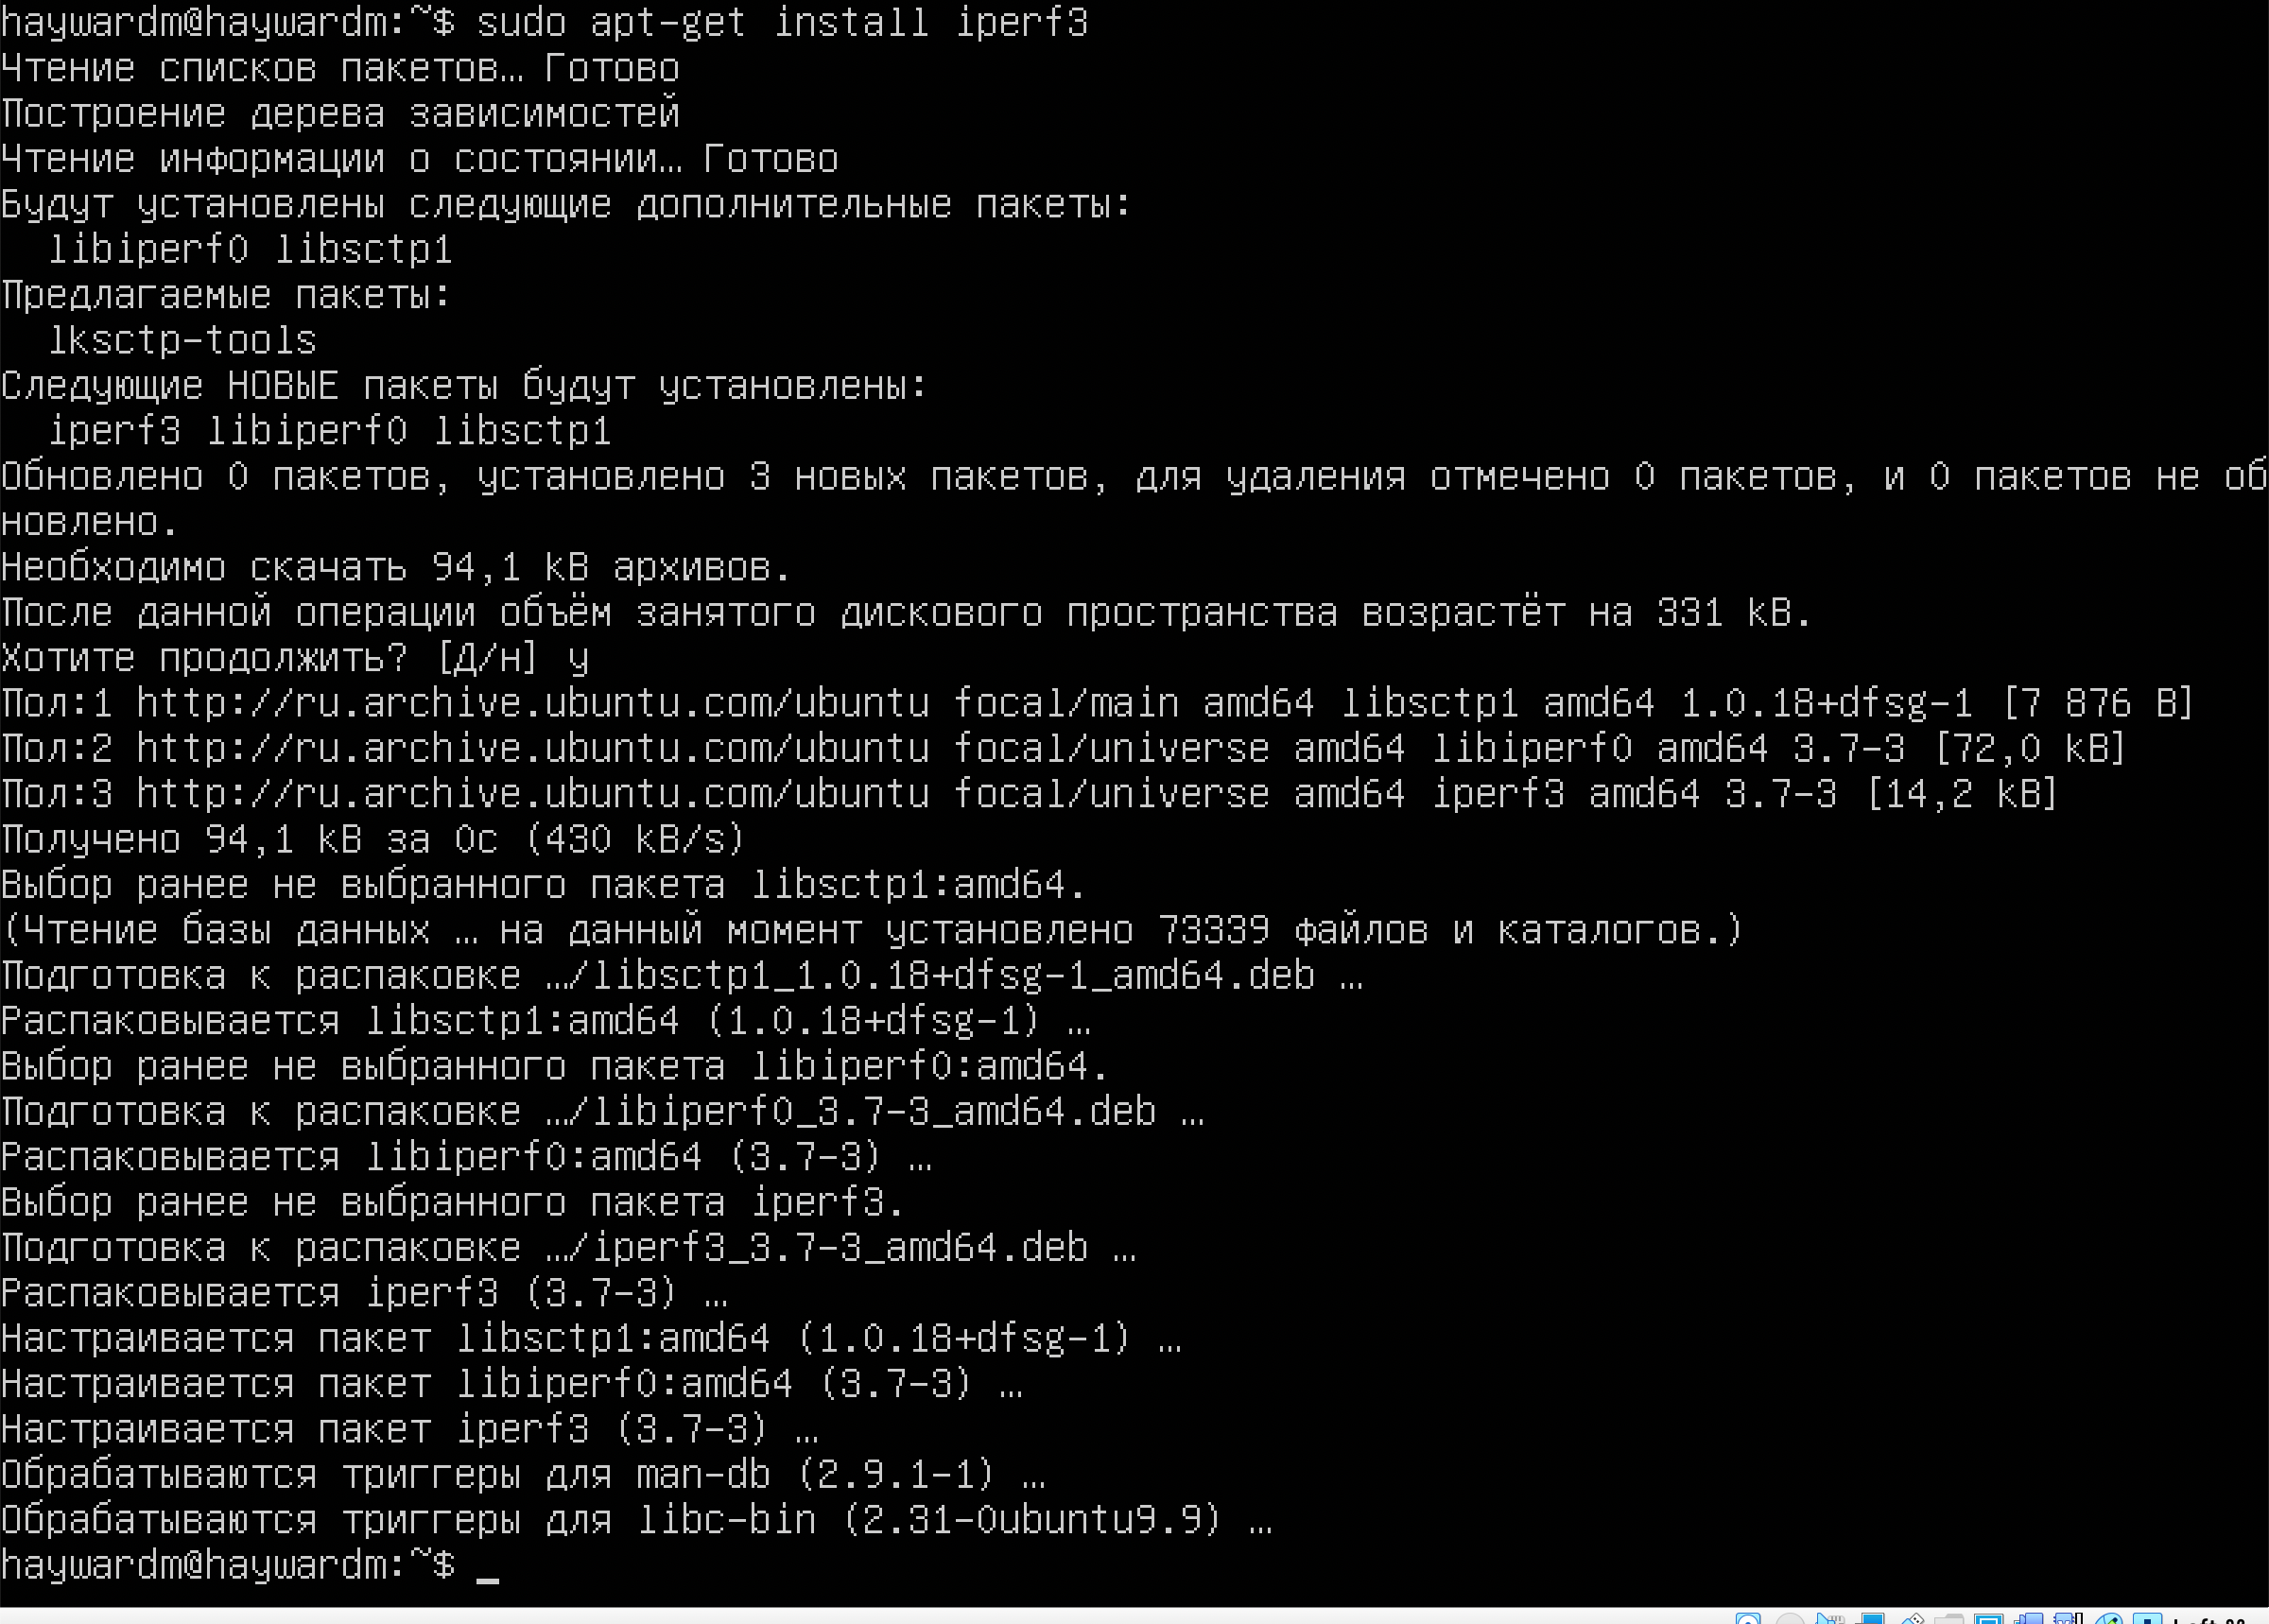 haywardm@haywardm:~$ sudo apt-get install iperf3
Чтение списков пакетов… Готово
Построение дерева зависимостей
Чтение информации о состоянии… Готово
Будут установлены следующие дополнительные пакеты:
  libiperf0 libsctp1
Предлагаемые пакеты:
  lksctp-tools
Следующие НОВЫЕ пакеты будут установлены:
  iperf3 libiperf0 libsctp1
Обновлено 0 пакетов, установлено 3 новых пакетов, для удаления отмечено 0 пакетов, и 0 пакетов не об
новлено.
Необходимо скачать 94,1 kB архивов.
После данной операции объём занятого дискового пространства возрастёт на 331 kB.
Хотите продолжить? [Д/н] y
Пол:1 http://ru.archive.ubuntu.com/ubuntu focal/main amd64 libsctp1 amd64 1.0.18+dfsg-1 [7 876 B]
Пол:2 http://ru.archive.ubuntu.com/ubuntu focal/universe amd64 libiperf0 amd64 3.7-3 [72,0 kB]
Пол:3 http://ru.archive.ubuntu.com/ubuntu focal/universe amd64 iperf3 amd64 3.7-3 [14,2 kB]
Получено 94,1 kB за 0с (430 kB/s)
Выбор ранее не выбранного пакета libsctp1:amd64.
(Чтение базы данных … на данный момент установлено 73339 файлов и каталогов.)
Подготовка к распаковке …/libsctp1_1.0.18+dfsg-1_amd64.deb …
Распаковывается libsctp1:amd64 (1.0.18+dfsg-1) …
Выбор ранее не выбранного пакета libiperf0:amd64.
Подготовка к распаковке …/libiperf0_3.7-3_amd64.deb …
Распаковывается libiperf0:amd64 (3.7-3) …
Выбор ранее не выбранного пакета iperf3.
Подготовка к распаковке …/iperf3_3.7-3_amd64.deb …
Распаковывается iperf3 (3.7-3) …
Настраивается пакет libsctp1:amd64 (1.0.18+dfsg-1) …
Настраивается пакет libiperf0:amd64 (3.7-3) …
Настраивается пакет iperf3 (3.7-3) …
Обрабатываются триггеры для man-db (2.9.1-1) …
Обрабатываются триггеры для libc-bin (2.31-0ubuntu9.9) …
haywardm@haywardm:~$ _